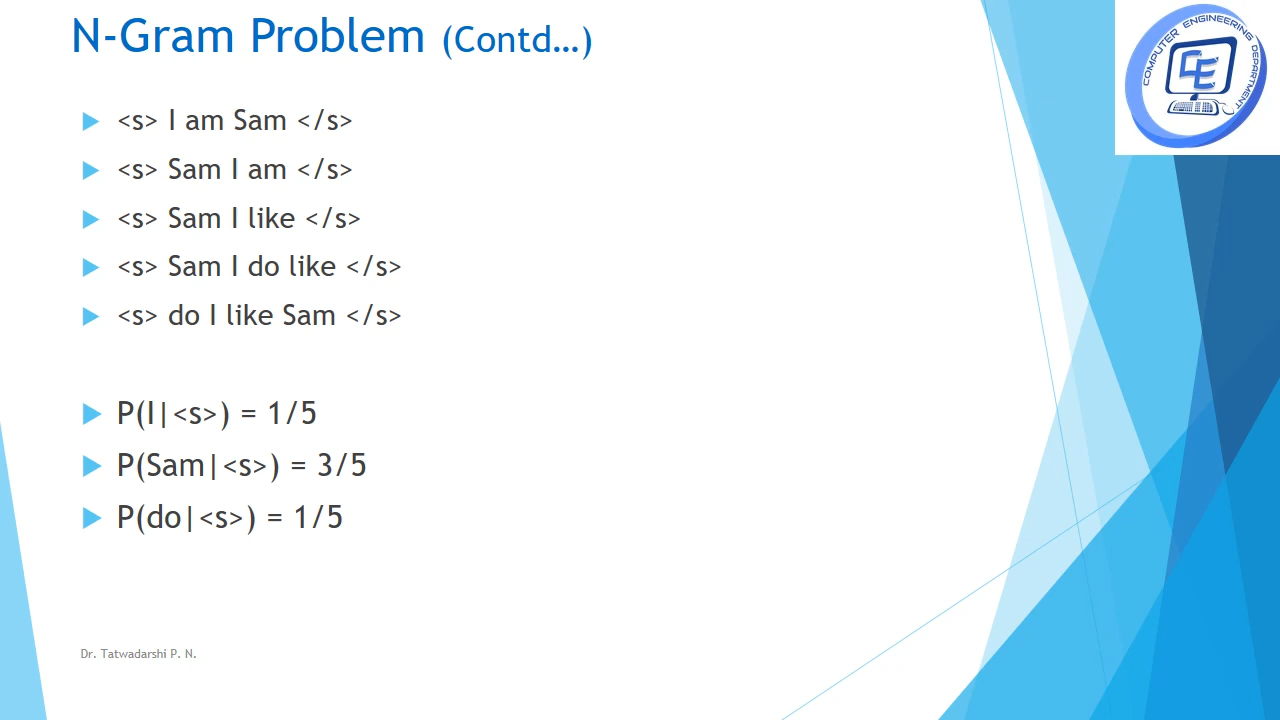 N-Gram Problem (Contd…)
COMPUTER ENGINEERING DEPARTMENT
CE
<s> I am Sam </s>
<s> Sam I am </s>
<s> Sam I like </s>
<s> Sam I do like </s>
<s> do I like Sam </s>
P(I|<s>) = 1/5
P(Sam|<s>) = 3/5
P(do|<s>) = 1/5
Dr. Tatwadarshi P. N.